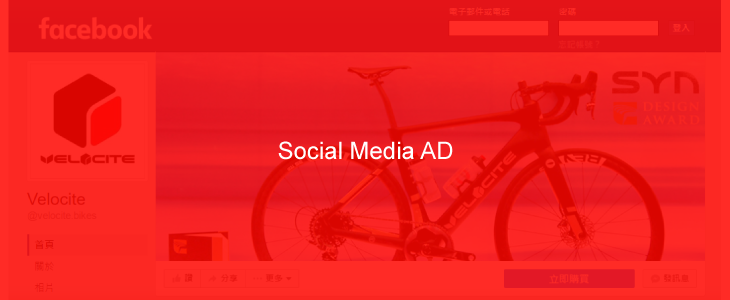 facebook
電子郵件或電話
密碼
登入
忘記帳號？
SYN
DESIGN
AWARD
Social Media AD
VELOCITE
VELOCITE
Velocite
@velocite.bikes
首頁
關於
相片
讚
分享
更多
立即購買
發訊息